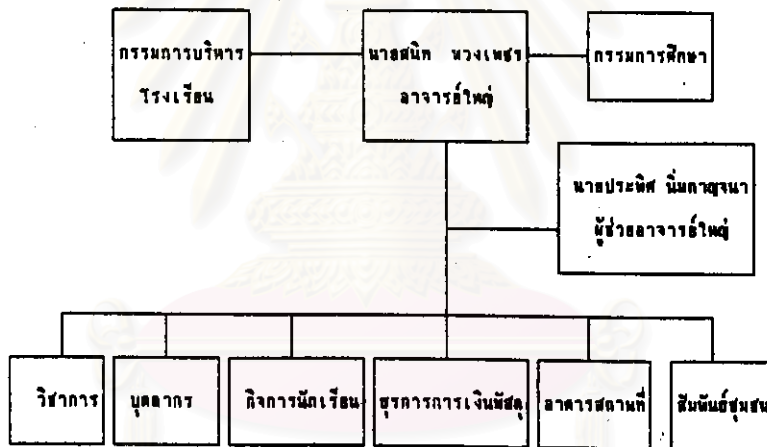 กรรมการบริหาร
โรงเรียน
นายสนิท พวงเพชร
อาจารย์ใหญ่
กรรมการศึกษา
นายประทิศ นิ่มกาญจนา
ผู้ช่วยอาจารย์ใหญ่
วิชาการ
บุคลากร
กิจการนักเรียน
ธุรการการเงินพัสดุ
อาคารสถานที่
สัมพันธ์ชุมชน